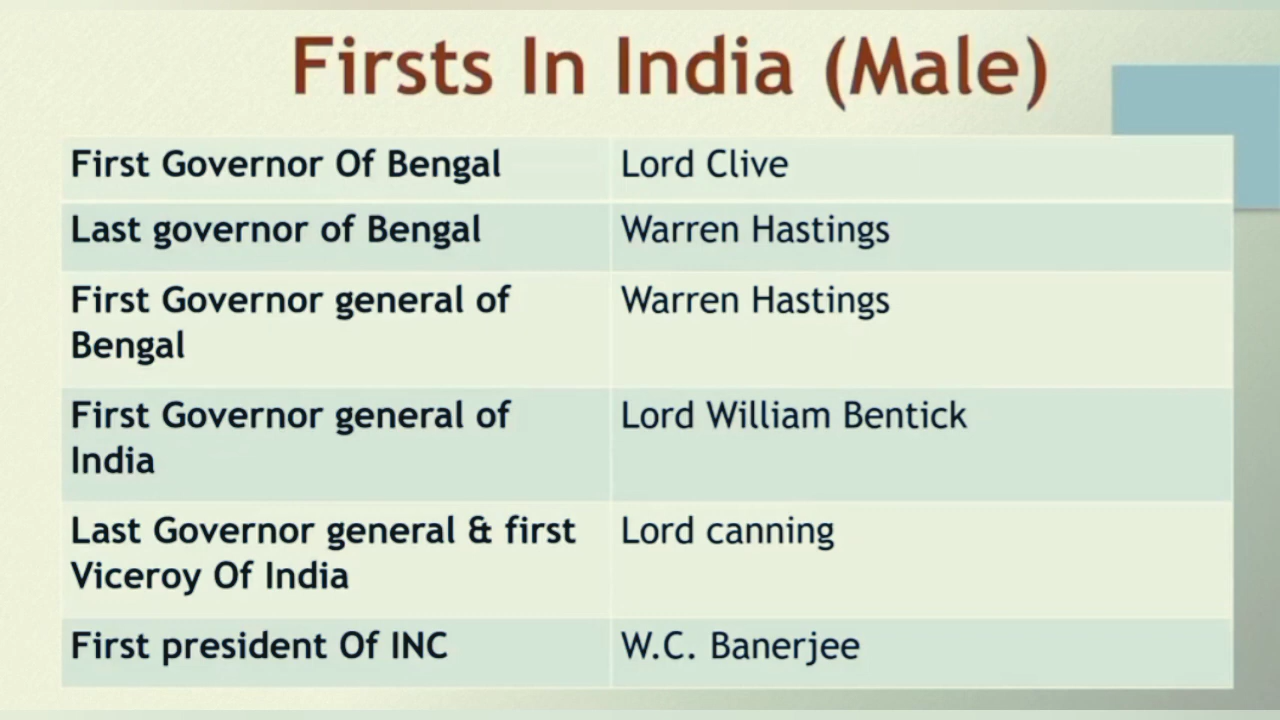 Firsts In India (Male)
First Governor Of Bengal
Lord Clive
Last governor of Bengal
Warren Hastings
First Governor general of
Bengal
Warren Hastings
First Governor general of
India
Lord William Bentick
Last Governor general & first
Viceroy Of India
Lord canning
First president Of INC
W.C. Banerjee